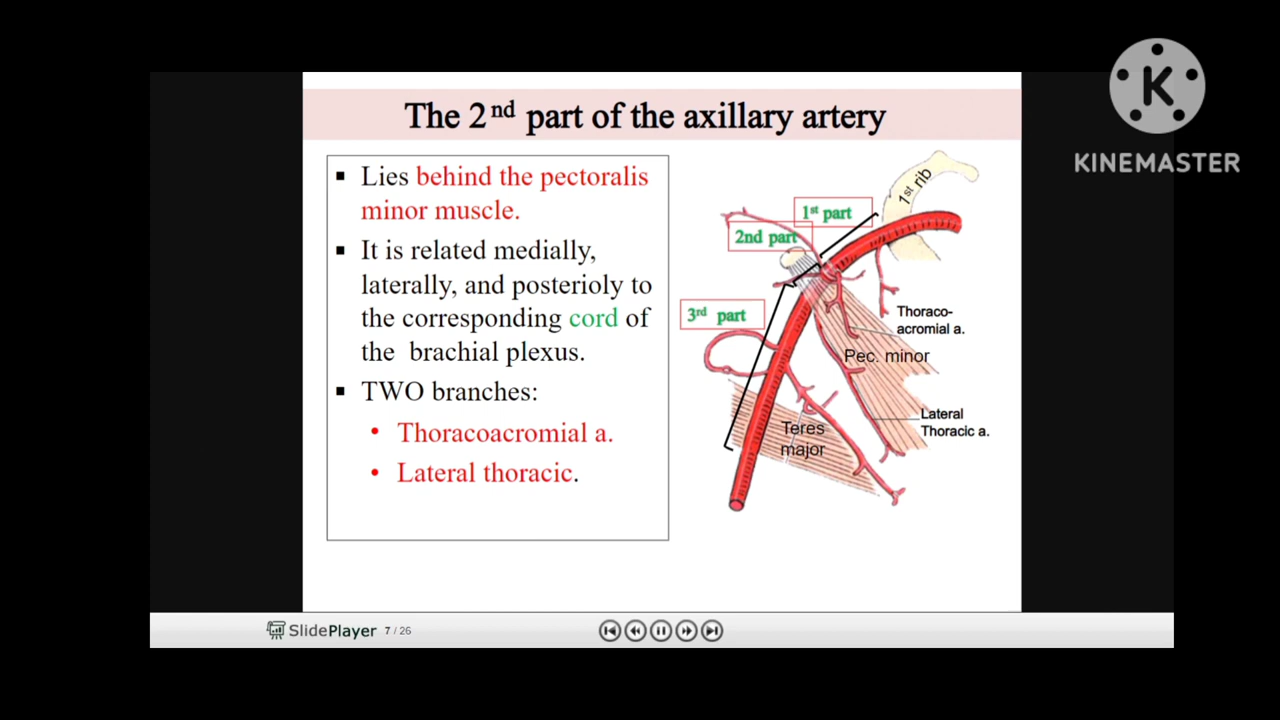 KINEMASTER
The 2nd part of the axillary artery
▪ Lies behind the pectoralis
minor muscle.
▪ It is related medially,
laterally, and posterioly to
the corresponding cord of
the brachial plexus.
▪ TWO branches:
• Thoracoacromial a.
• Lateral thoracic.
1st rib
1st part
2nd part
3rd part
Thoraco-
acromial a.
Pec. minor
Lateral
Thoracic a.
Teres
major
SlidePlayer 7 / 26